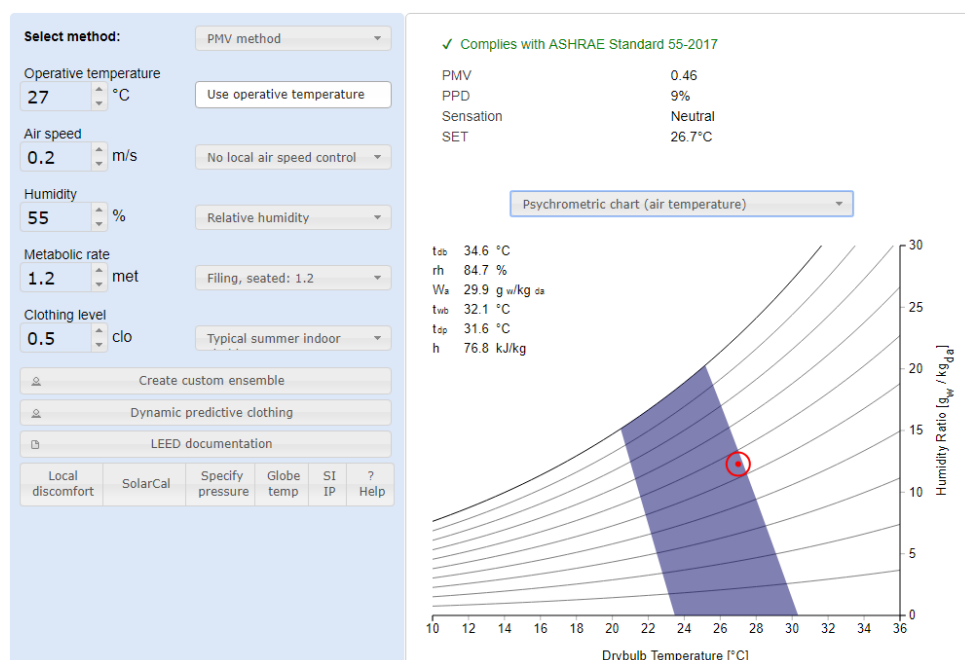 Select method:
PMV method
Operative temperature
27 °C
Use operative temperature
Air speed
0.2 m/s
No local air speed control
Humidity
55 %
Relative humidity
Metabolic rate
1.2 met
Filing, seated: 1.2
Clothing level
0.5 clo
Typical summer indoor
Create custom ensemble
Dynamic predictive clothing
LEED documentation
Local discomfort
SolarCal
Specify pressure
Globe temp
SI IP
? Help
✓ Complies with ASHRAE Standard 55-2017
PMV 0.46
PPD 9%
Sensation Neutral
SET 26.7°C
Psychrometric chart (air temperature)
tdb 34.6 °C
rh 84.7 %
Wa 29.9 g w/kg da
twb 32.1 °C
tdp 31.6 °C
h 76.8 kJ/kg
30
25
20
15
10
5
0
Humidity Ratio [gw / kgda]
10 12 14 16 18 20 22 24 26 28 30 32 34 36
Drybulb Temperature [°C]